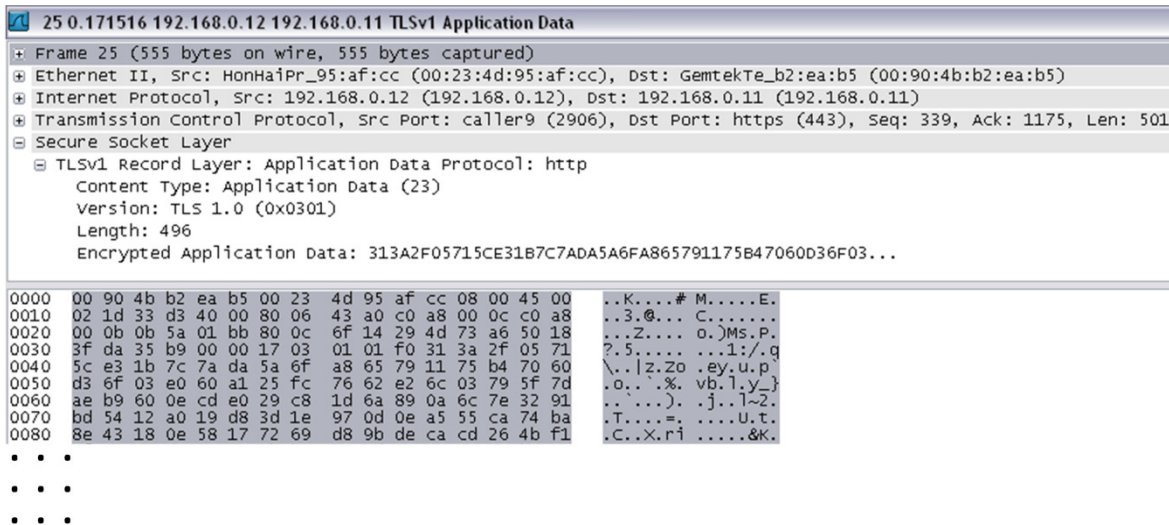 25 0.171516 192.168.0.12 192.168.0.11 TLSv1 Application Data
Frame 25 (555 bytes on wire, 555 bytes captured)
Ethernet II, Src: HonHaiPr_95:af:cc (00:23:4d:95:af:cc), Dst: GemtekTe_b2:ea:b5 (00:90:4b:b2:ea:b5)
Internet Protocol, Src: 192.168.0.12 (192.168.0.12), Dst: 192.168.0.11 (192.168.0.11)
Transmission Control Protocol, Src Port: caller9 (2906), Dst Port: https (443), Seq: 339, Ack: 1175, Len: 501
Secure Socket Layer
TLSv1 Record Layer: Application Data Protocol: http
Content Type: Application Data (23)
Version: TLS 1.0 (0x0301)
Length: 496
Encrypted Application Data: 313A2F05715CE31B7C7ADA5A6FA865791175B47060D36F03...
0000 00 90 4b b2 ea b5 00 23 4d 95 af cc 08 00 45 00 ..K....# M.....E.
0010 02 1d 33 d3 40 00 80 06 43 a0 c0 a8 00 0c c0 a8 ..3.@... C.......
0020 00 0b 0b 5a 01 bb 80 0c 6f 14 29 4d 73 a6 50 18 ...Z.... o.)Ms.P.
0030 3f da 35 b9 00 00 17 03 01 01 f0 31 3a 2f 05 71 ?.5..... ...1:/.q
0040 5c e3 1b 7c 7a da 5a 6f a8 65 79 11 75 b4 70 60 \..|z.Zo .ey.u.p`
0050 d3 6f 03 e0 60 a1 25 fc 76 62 e2 6c 03 79 5f 7d .o..`.%. vb.l.y_}
0060 ae b9 60 0e cd e0 29 c8 1d 6a 89 0a 6c 7e 32 91 ..`...). .j..l~2.
0070 bd 54 12 a0 19 d8 3d 1e 97 0d 0e a5 55 ca 74 ba .T....=. ....U.t.
0080 8e 43 18 0e 58 17 72 69 d8 9b de ca cd 26 4b f1 .C..X.ri .....&K.
. . .
. . .
. . .